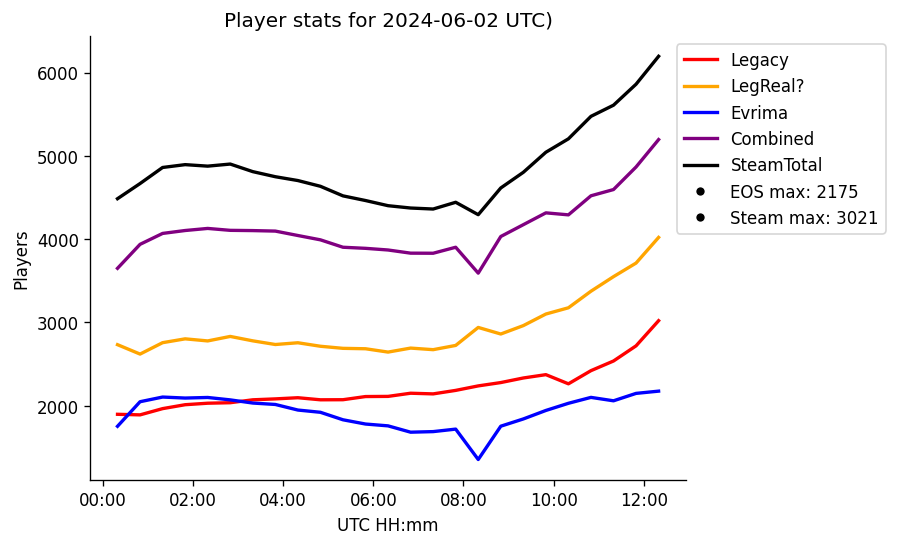 Player stats for 2024-06-02 UTC)
Players
6000
5000
4000
3000
2000
00:00 02:00 04:00 06:00 08:00 10:00 12:00
UTC HH:mm
Legacy
LegReal?
Evrima
Combined
SteamTotal
EOS max: 2175
Steam max: 3021